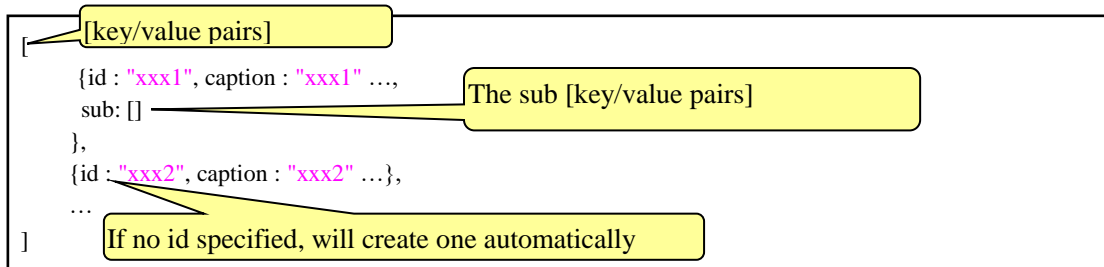 [key/value pairs]
[
{id : "xxx1", caption : "xxx1" …,
The sub [key/value pairs]
sub: []
},
{id : "xxx2", caption : "xxx2" …},
…
If no id specified, will create one automatically
]